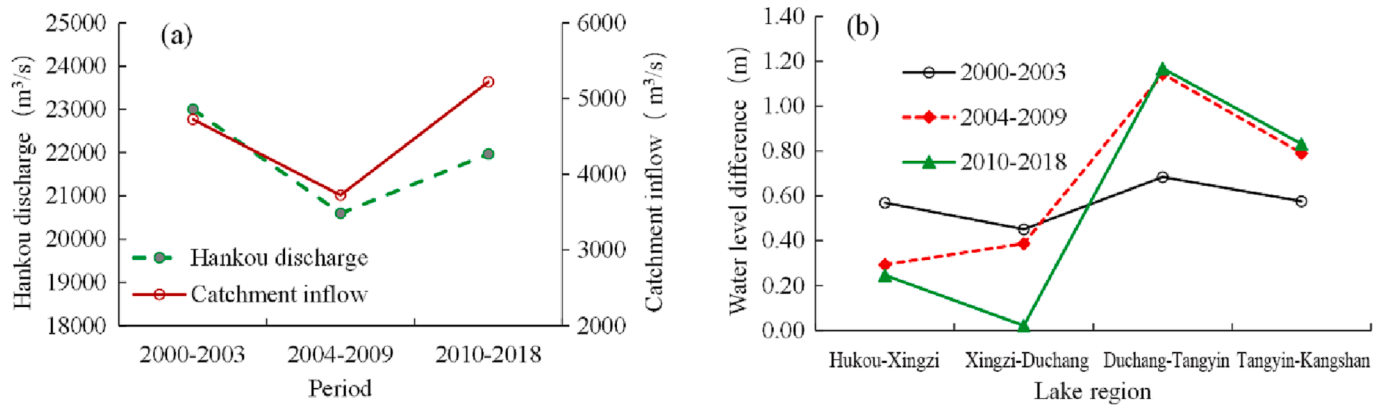 (a)
Hankou discharge (m³/s)
25000
24000
23000
22000
21000
20000
19000
18000
Hankou discharge
Catchment inflow
6000
5000
4000
3000
2000
Catchment inflow (m³/s)
2000-2003
2004-2009
2010-2018
Period
(b)
Water level difference (m)
1.40
1.20
1.00
0.80
0.60
0.40
0.20
0.00
2000-2003
2004-2009
2010-2018
Hukou-Xingzi
Xingzi-Duchang
Duchang-Tangyin
Tangyin-Kangshan
Lake region